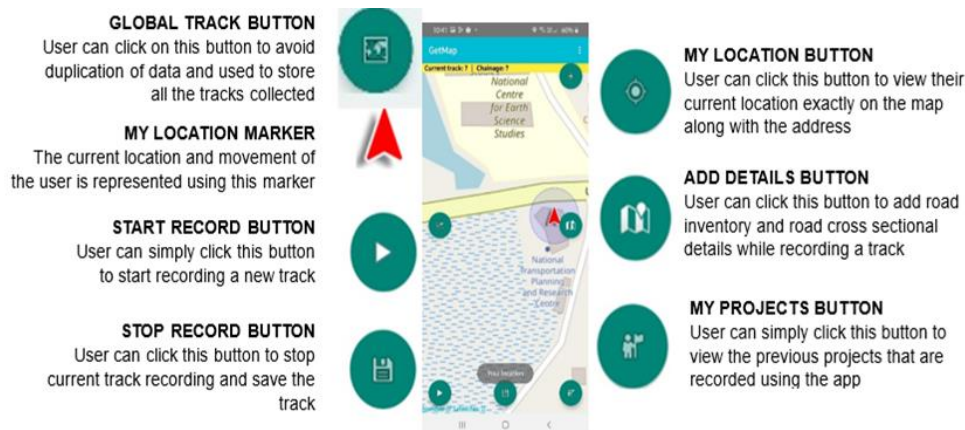 GLOBAL TRACK BUTTON
User can click on this button to avoid
duplication of data and used to store
all the tracks collected
MY LOCATION MARKER
The current location and movement of
the user is represented using this marker
START RECORD BUTTON
User can simply click this button
to start recording a new track
STOP RECORD BUTTON
User can click this button to stop
current track recording and save the
track
GetMap
Current track: ? | Chainage: ?
National
Centre
for Earth
Science
Studies
National
Transportation
Planning
and Research
Centre
Your location
MY LOCATION BUTTON
User can click this button to view their
current location exactly on the map
along with the address
ADD DETAILS BUTTON
User can click this button to add road
inventory and road cross sectional
details while recording a track
MY PROJECTS BUTTON
User can simply click this button to
view the previous projects that are
recorded using the app